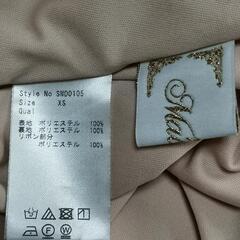 Style No SW00105
Size XS
Qual
表地 ポリエステル 100%
裏地 ポリエステル 100%
リボン部分
ポリエステル 100%